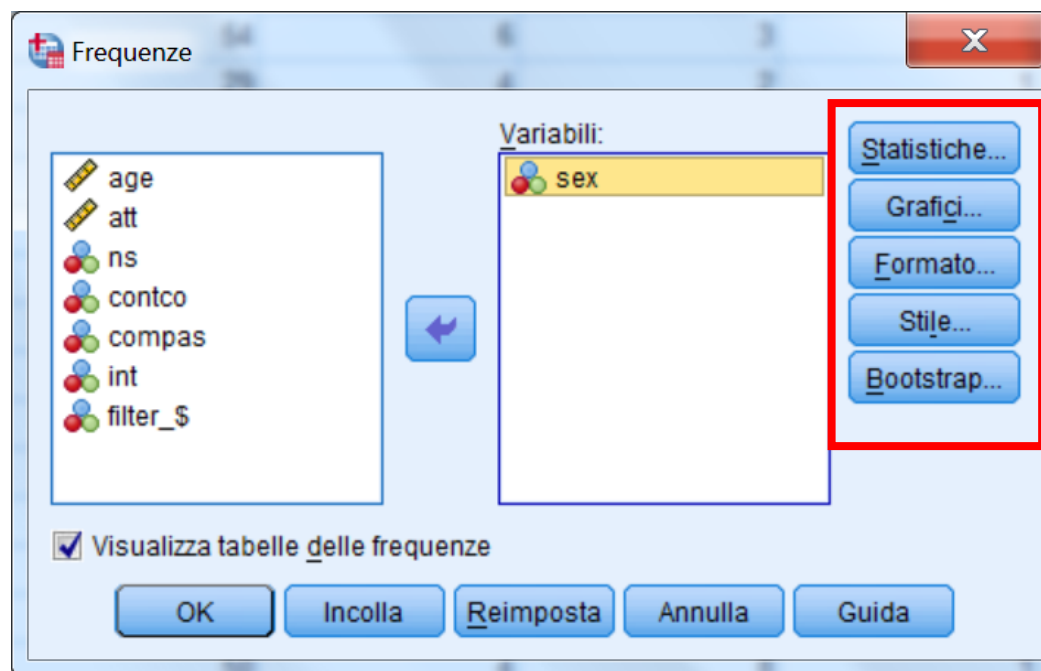 Frequenze
Variabili:
age
att
ns
contco
compas
int
filter_$
sex
Statistiche...
Grafici...
Formato...
Stile...
Bootstrap...
Visualizza tabelle delle frequenze
OK Incolla Reimposta Annulla Guida